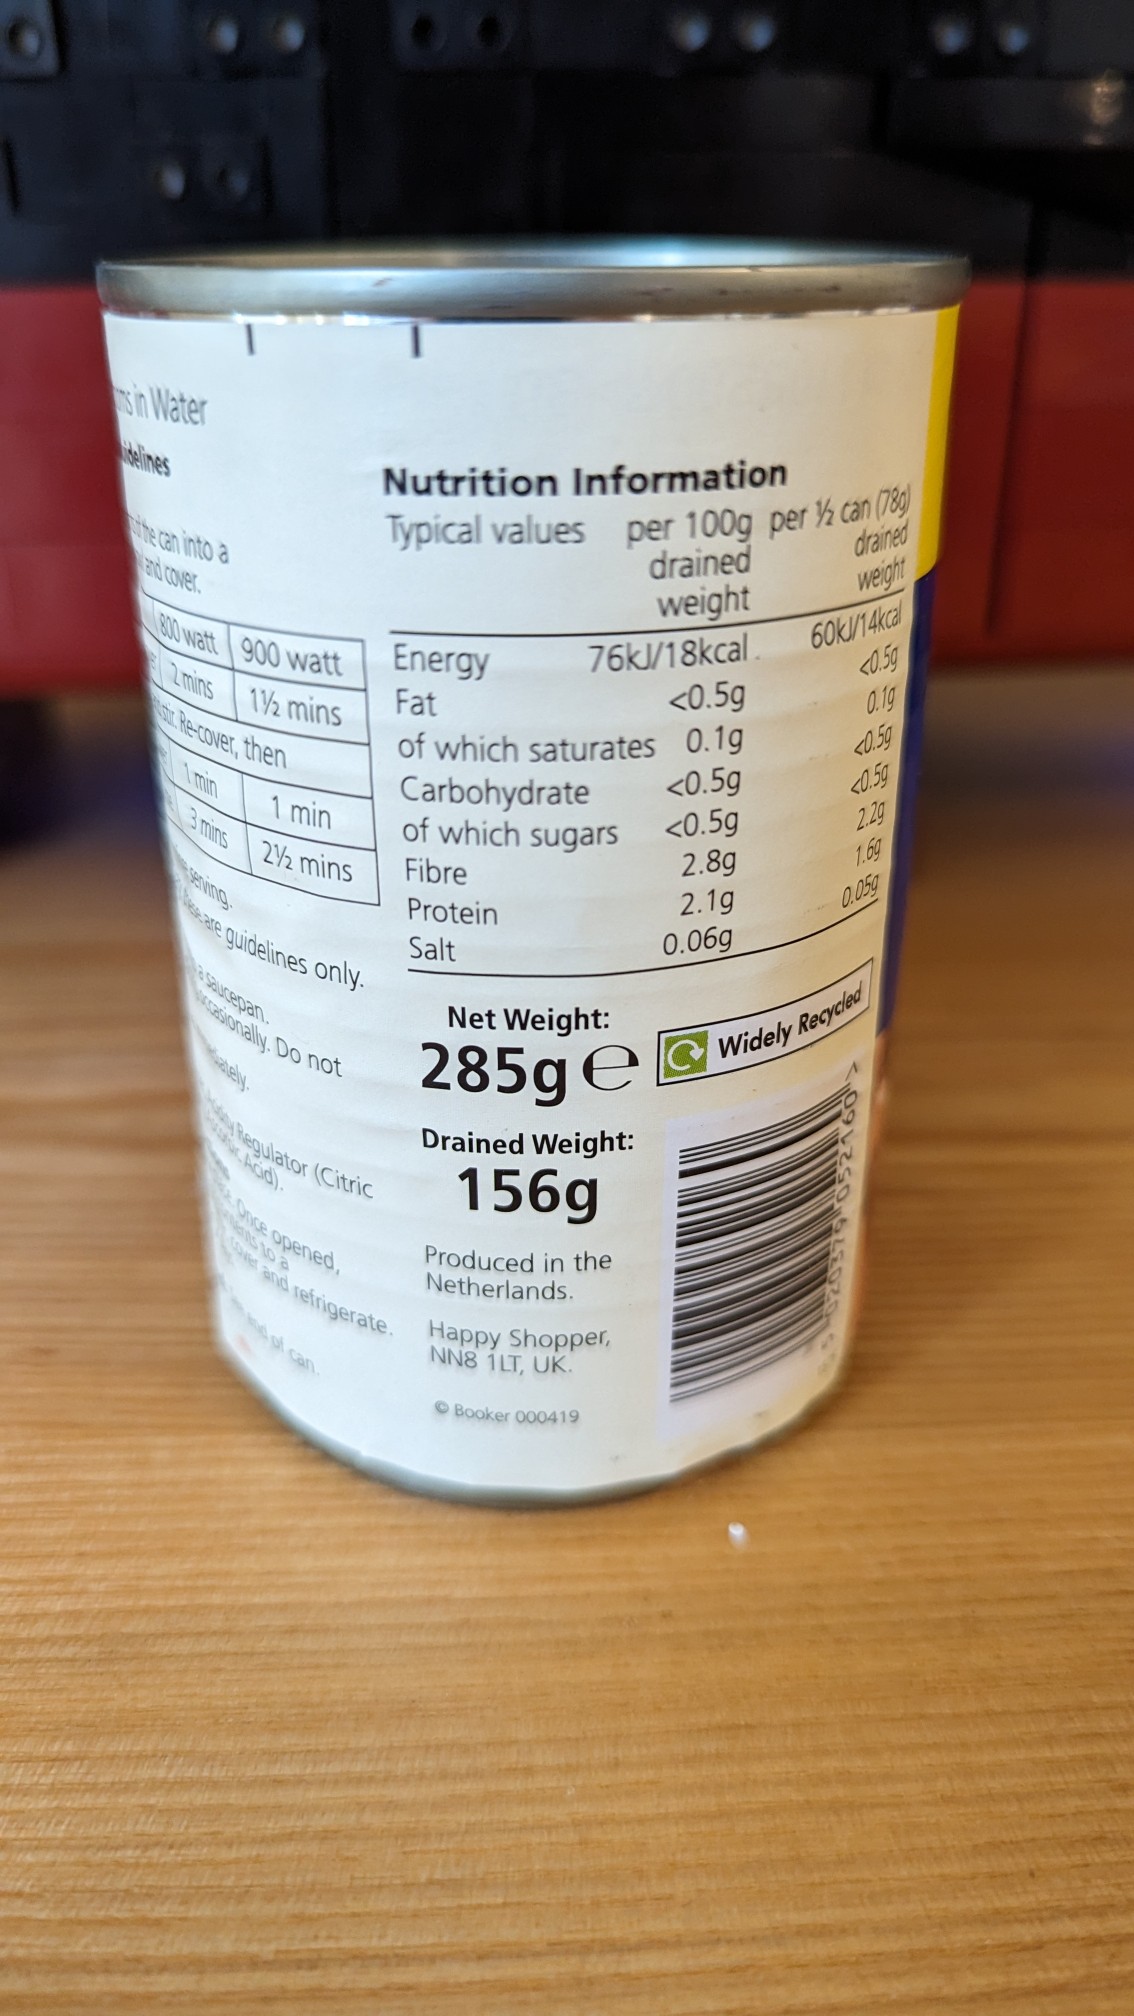 in Water
the can into a
and cover.
800 watt 900 watt
2 mins 1½ mins
stir. Re-cover, then
1 min 1 min
3 mins 2½ mins
serving.
are guidelines only.
a saucepan.
occasionally. Do not
Regulator (Citric
Acid).
Once opened,
to a
cover and refrigerate.
end of can.
Nutrition Information
Typical values per 100g per ½ can (78g)
drained drained
weight weight
Energy 76kJ/18kcal 60kJ/14kcal
Fat <0.5g <0.5g
of which saturates 0.1g 0.1g
Carbohydrate <0.5g <0.5g
of which sugars <0.5g <0.5g
Fibre 2.8g 2.2g
Protein 2.1g 1.6g
Salt 0.06g 0.05g
Net Weight:
285g e
Widely Recycled
Drained Weight:
156g
Produced in the
Netherlands.
Happy Shopper,
NN8 1LT, UK.
© Booker 000419